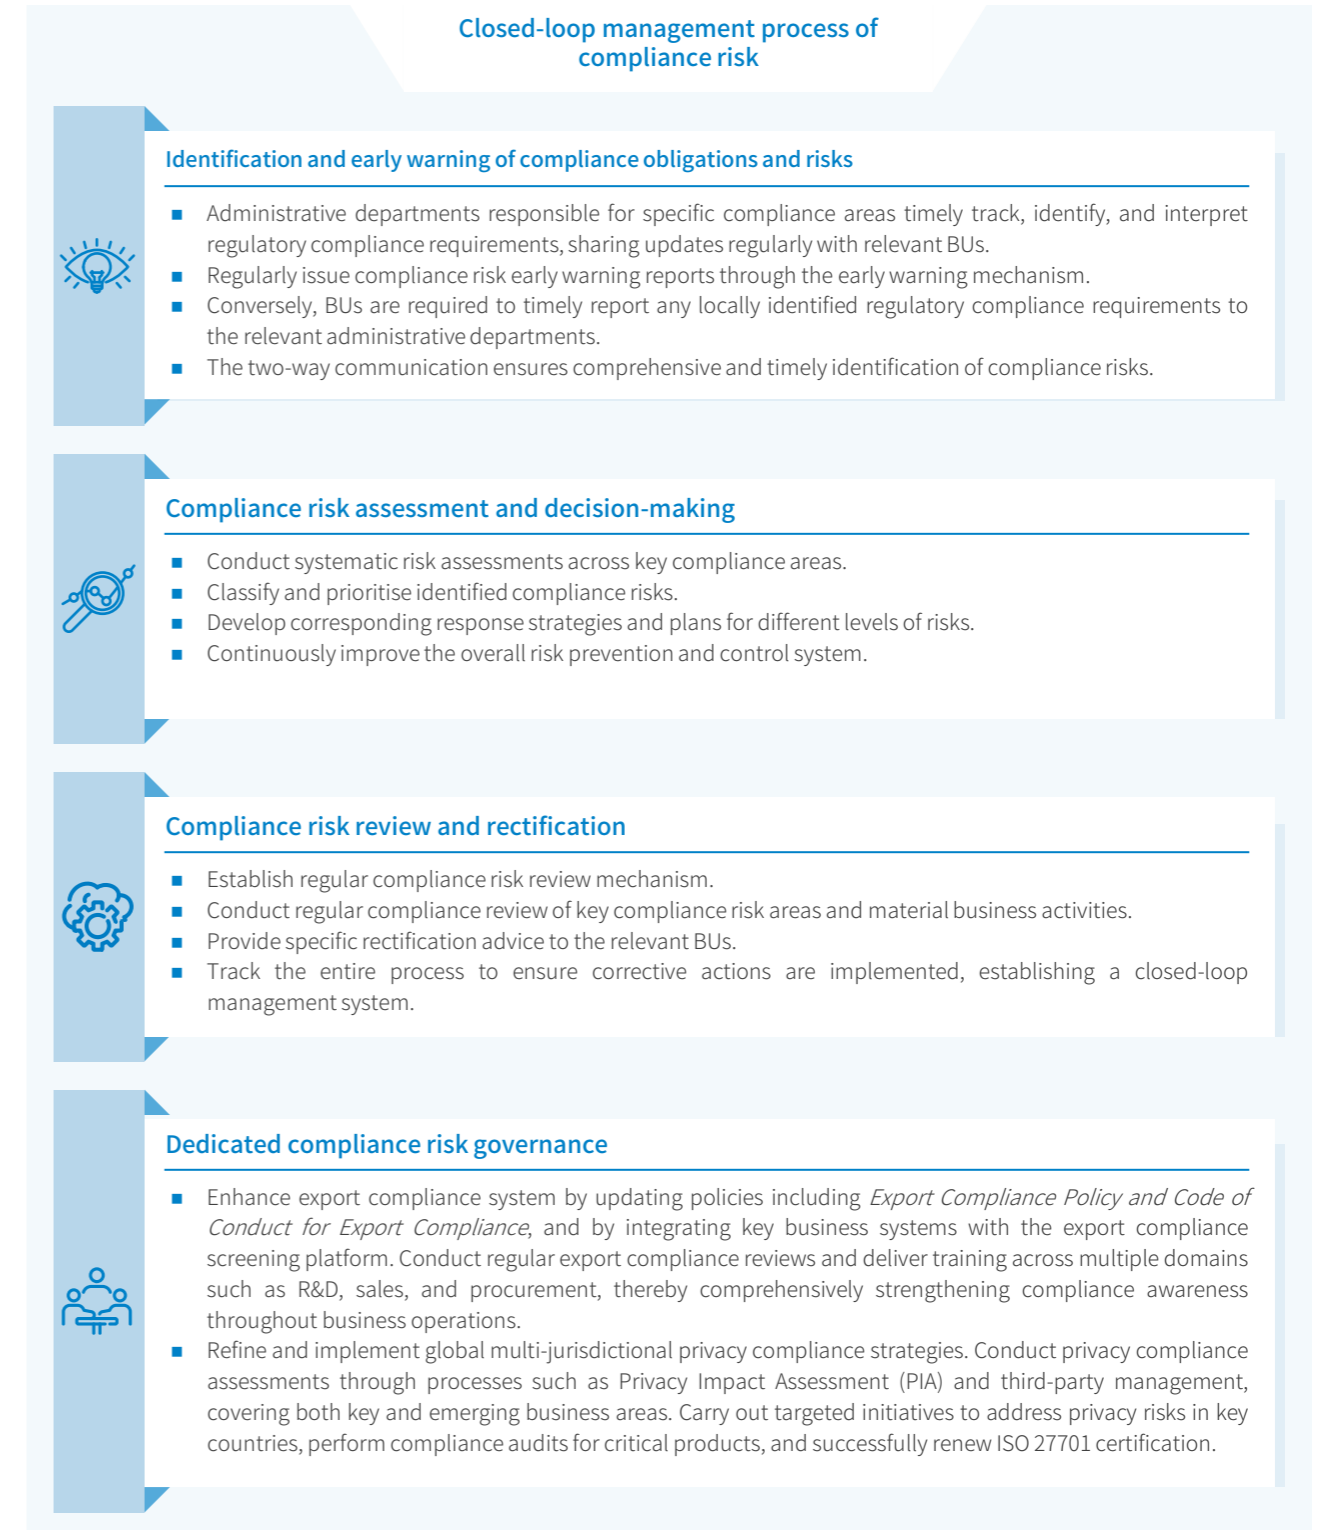 Closed-loop management process of
compliance risk
Identification and early warning of compliance obligations and risks
■ Administrative departments responsible for specific compliance areas timely track, identify, and interpret
regulatory compliance requirements, sharing updates regularly with relevant BUs.
■ Regularly issue compliance risk early warning reports through the early warning mechanism.
■ Conversely, BUs are required to timely report any locally identified regulatory compliance requirements to
the relevant administrative departments.
■ The two-way communication ensures comprehensive and timely identification of compliance risks.
Compliance risk assessment and decision-making
■ Conduct systematic risk assessments across key compliance areas.
■ Classify and prioritise identified compliance risks.
■ Develop corresponding response strategies and plans for different levels of risks.
■ Continuously improve the overall risk prevention and control system.
Compliance risk review and rectification
■ Establish regular compliance risk review mechanism.
■ Conduct regular compliance review of key compliance risk areas and material business activities.
■ Provide specific rectification advice to the relevant BUs.
■ Track the entire process to ensure corrective actions are implemented, establishing a closed-loop
management system.
Dedicated compliance risk governance
■ Enhance export compliance system by updating policies including Export Compliance Policy and Code of
Conduct for Export Compliance, and by integrating key business systems with the export compliance
screening platform. Conduct regular export compliance reviews and deliver training across multiple domains
such as R&D, sales, and procurement, thereby comprehensively strengthening compliance awareness
throughout business operations.
■ Refine and implement global multi-jurisdictional privacy compliance strategies. Conduct privacy compliance
assessments through processes such as Privacy Impact Assessment (PIA) and third-party management,
covering both key and emerging business areas. Carry out targeted initiatives to address privacy risks in key
countries, perform compliance audits for critical products, and successfully renew ISO 27701 certification.